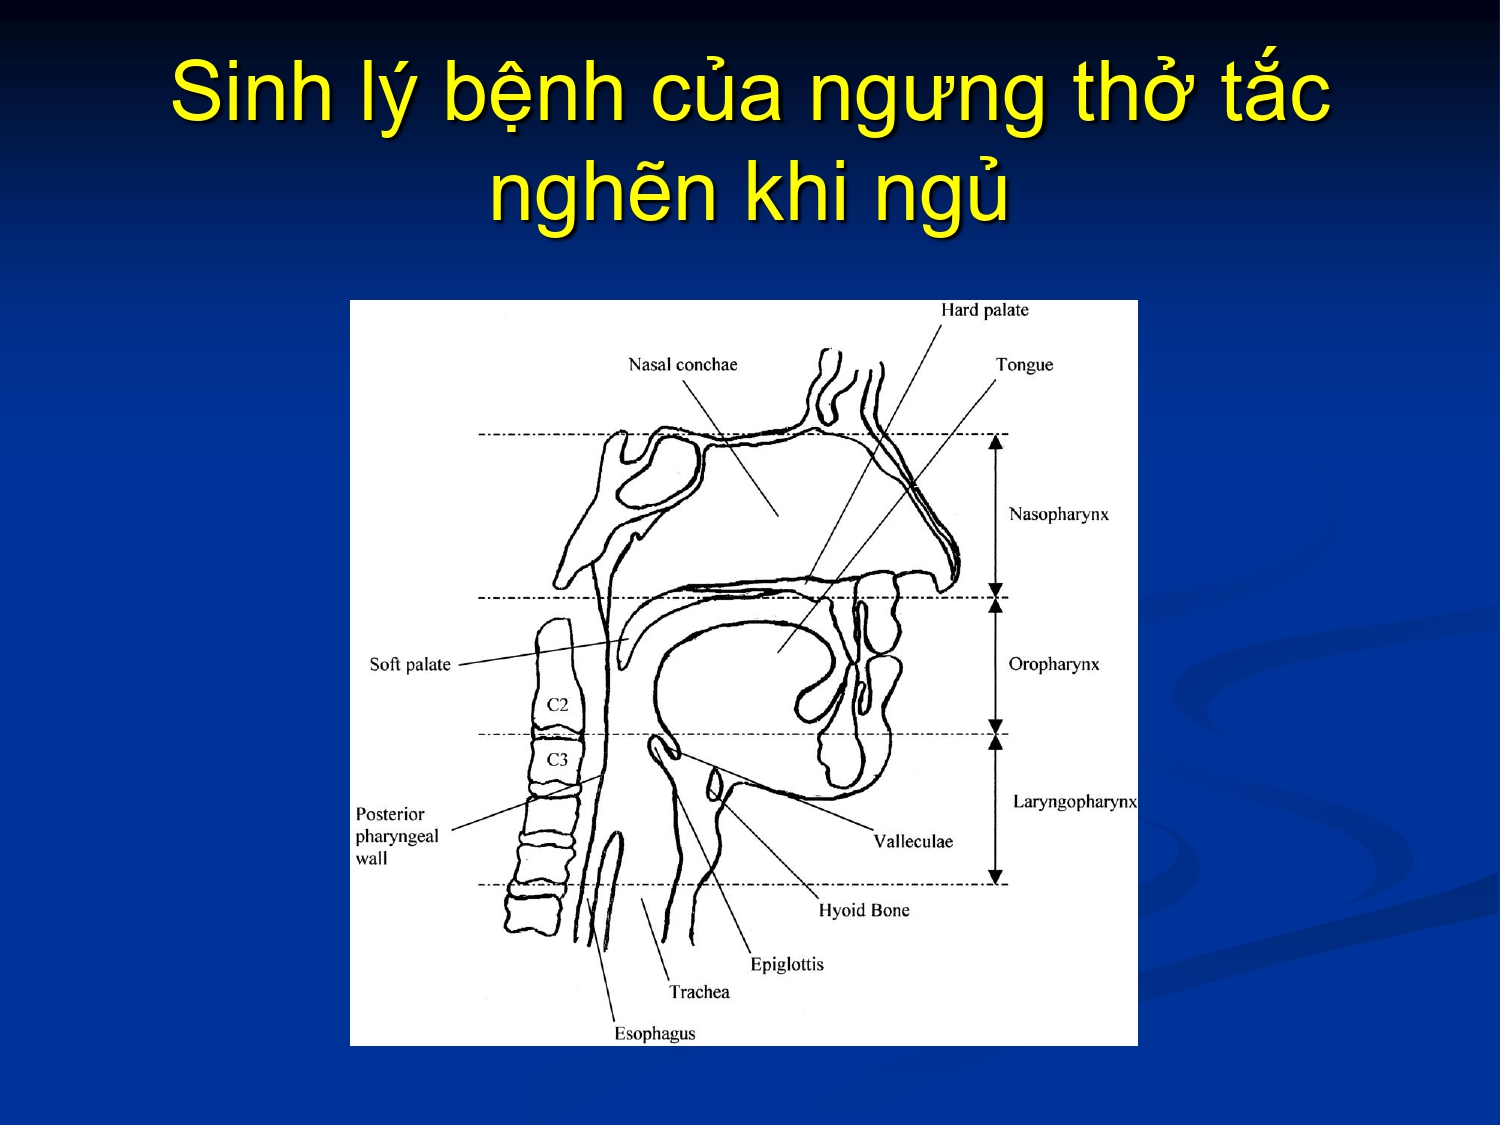 Sinh lý bệnh của ngưng thở tắc
nghẽn khi ngủ
Hard palate
Nasal conchae
Tongue
Nasopharynx
Soft palate
Oropharynx
C2
C3
Laryngopharynx
Posterior
pharyngeal
wall
Valleculae
Hyoid Bone
Epiglottis
Trachea
Esophagus